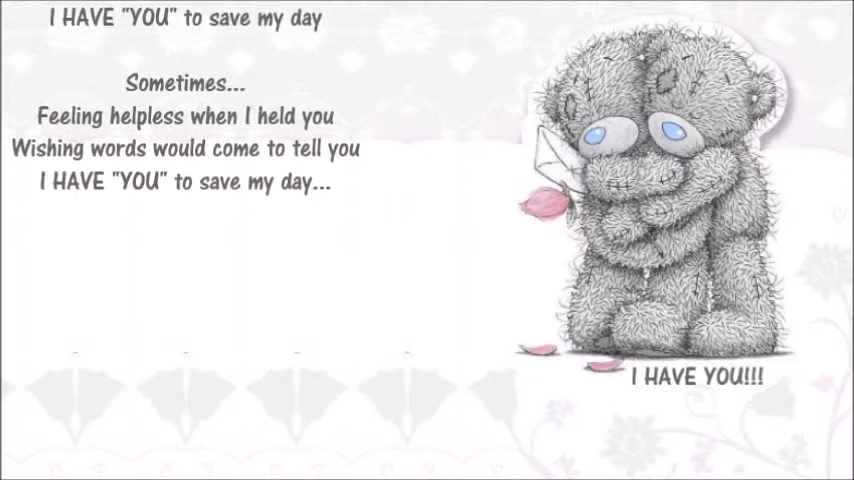 I HAVE "YOU" to save my day
Sometimes...
Feeling helpless when I held you
Wishing words would come to tell you
I HAVE "YOU" to save my day...
I HAVE YOU!!!